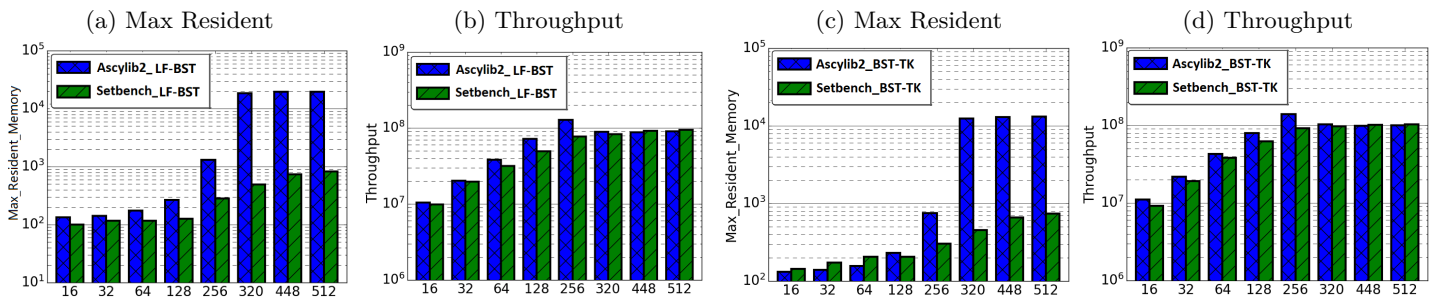 (a) Max Resident
(b) Throughput
(c) Max Resident
(d) Throughput
Max_Resident_Memory
10^5
10^4
10^3
10^2
10^1
Ascylib2_LF-BST
Setbench_LF-BST
16 32 64 128 256 320 448 512
Throughput
10^9
10^8
10^7
10^6
Ascylib2_LF-BST
Setbench_LF-BST
16 32 64 128 256 320 448 512
Max_Resident_Memory
10^5
10^4
10^3
10^2
Ascylib2_BST-TK
Setbench_BST-TK
16 32 64 128 256 320 448 512
Throughput
10^9
10^8
10^7
10^6
Ascylib2_BST-TK
Setbench_BST-TK
16 32 64 128 256 320 448 512